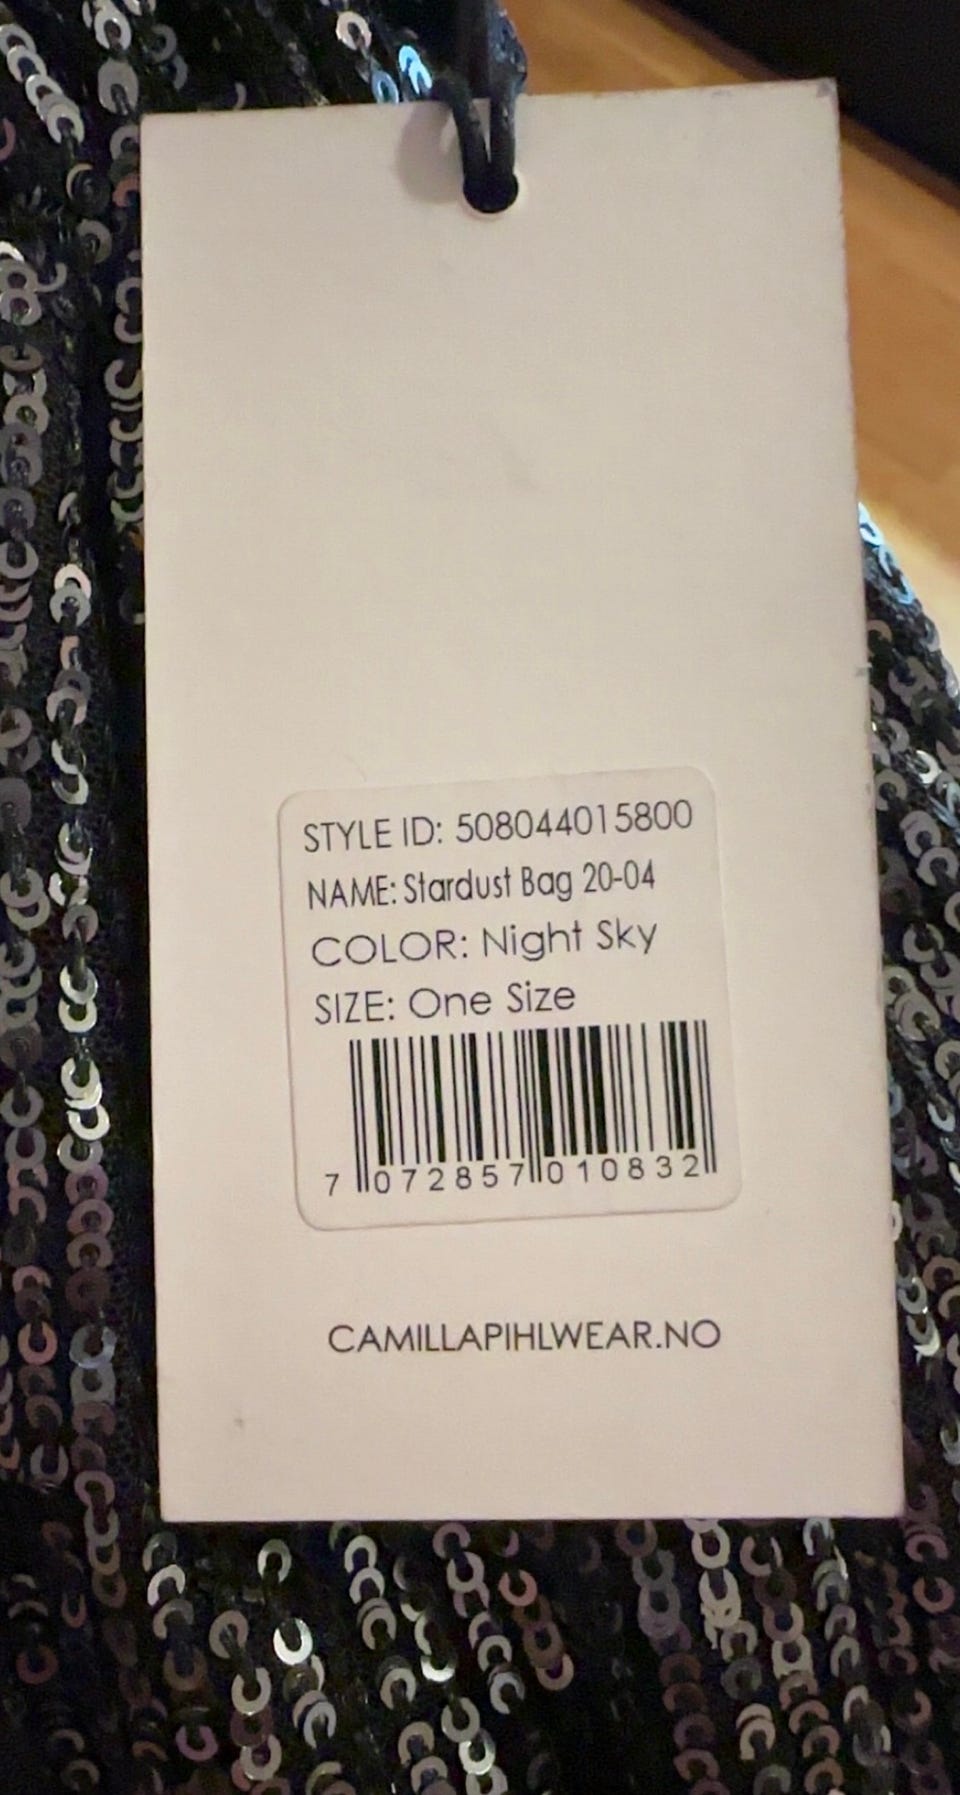 STYLE ID: 508044015800
NAME: Stardust Bag 20-04
COLOR: Night Sky
SIZE: One Size
7 072857 010832
CAMILLAPIHLWEAR.NO